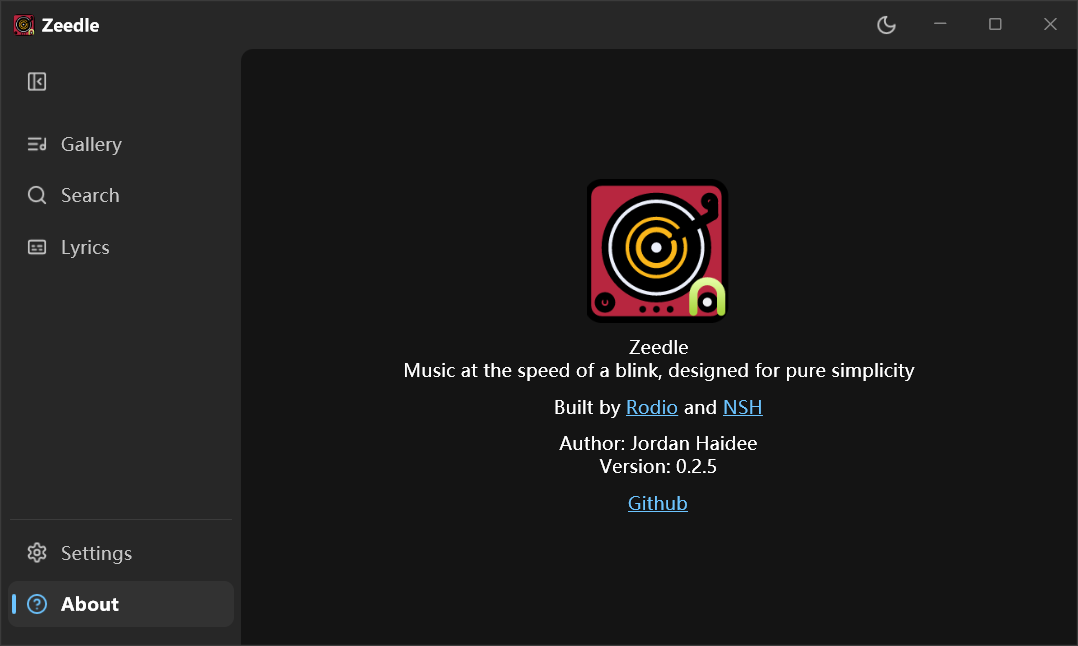 Zeedle
Gallery
Search
Lyrics
Settings
About
Zeedle
Music at the speed of a blink, designed for pure simplicity
Built by Rodio and NSH
Author: Jordan Haidee
Version: 0.2.5
Github